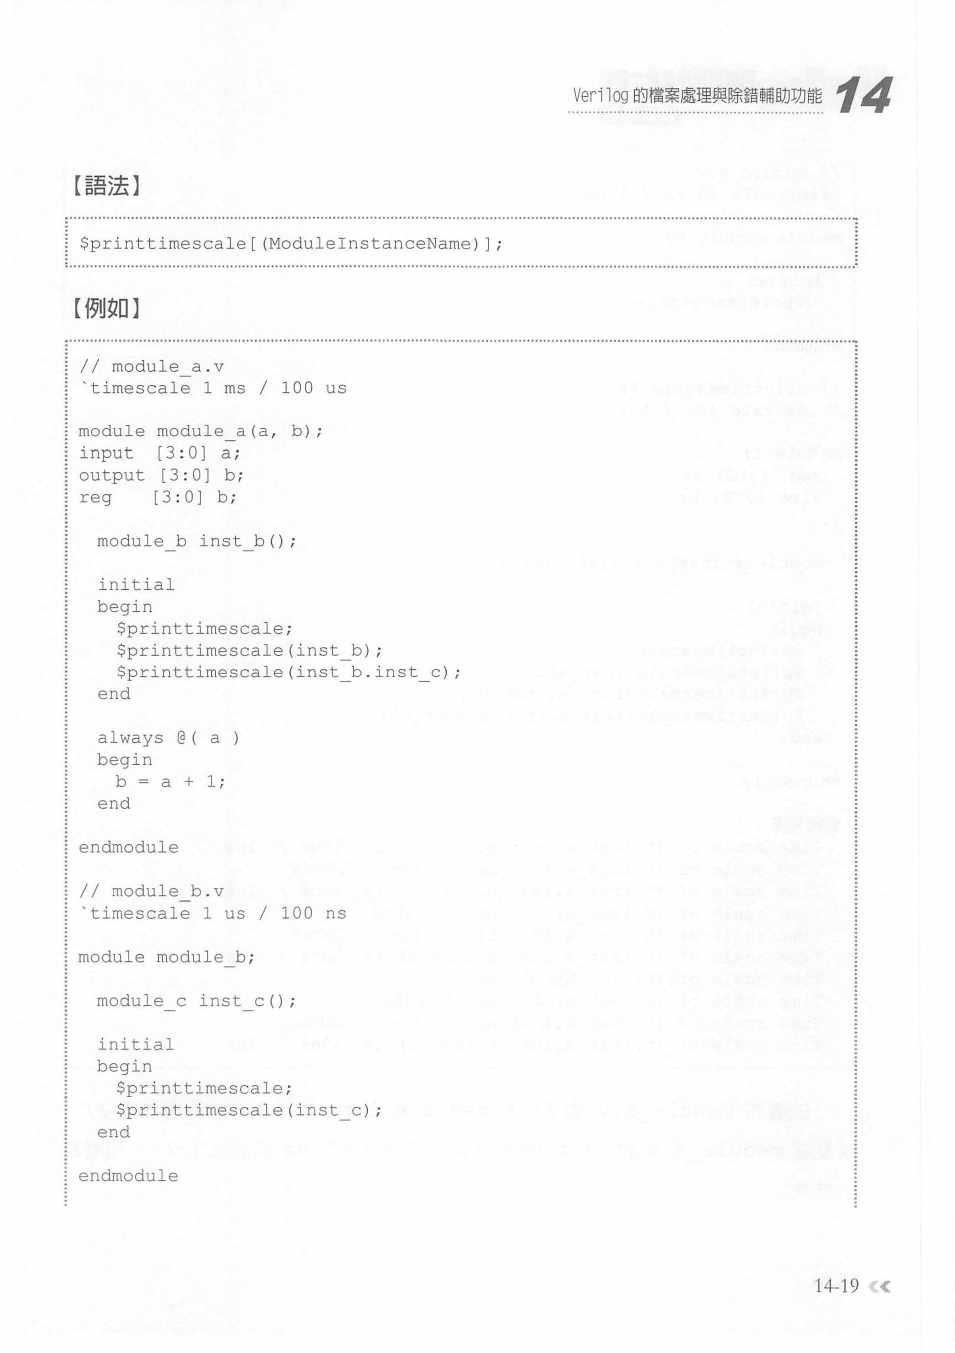 Verilog 的檔案處理與除錯輔助功能 14
【語法】
$printtimescale[(ModuleInstanceName)];
【例如】
// module_a.v
`timescale 1 ms / 100 us
module module_a(a, b);
input  [3:0] a;
output [3:0] b;
reg    [3:0] b;
  module_b inst_b();
  initial
  begin
    $printtimescale;
    $printtimescale(inst_b);
    $printtimescale(inst_b.inst_c);
  end
  always @( a )
  begin
    b = a + 1;
  end
endmodule
// module_b.v
`timescale 1 us / 100 ns
module module_b;
  module_c inst_c();
  initial
  begin
    $printtimescale;
    $printtimescale(inst_c);
  end
endmodule
14-19